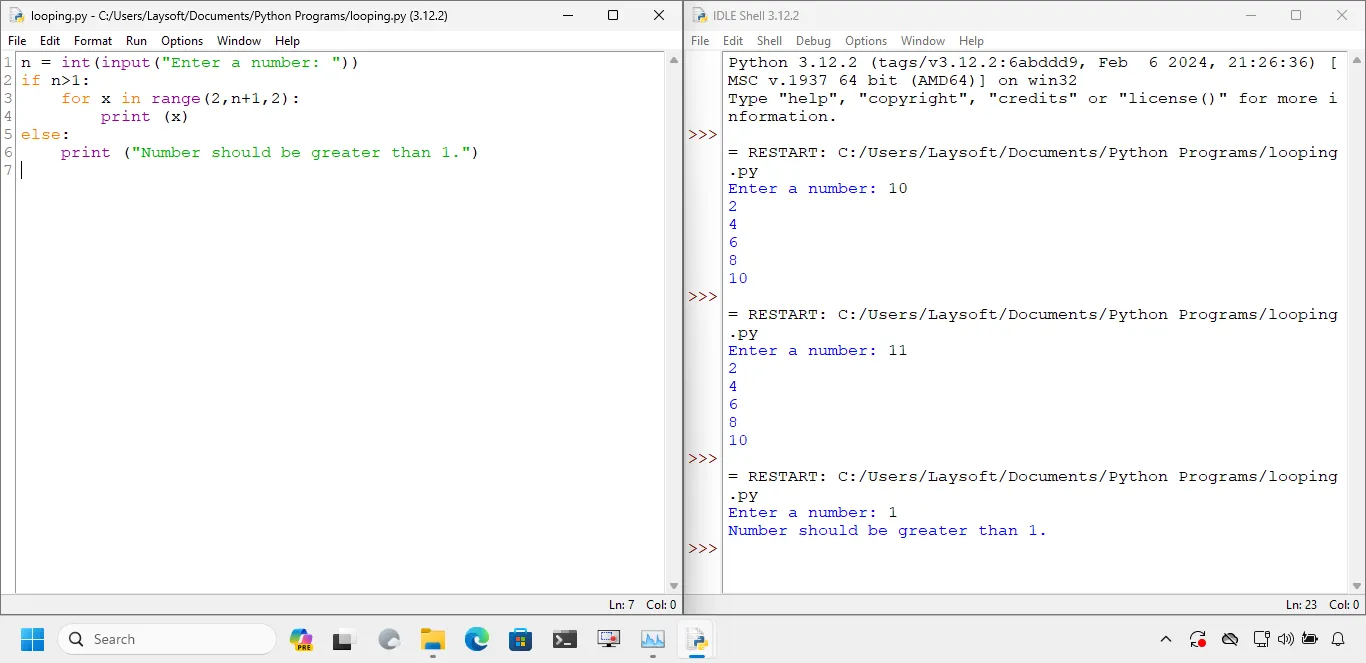 looping.py - C:/Users/Laysoft/Documents/Python Programs/looping.py (3.12.2)
File Edit Format Run Options Window Help
1 n = int(input("Enter a number: "))
2 if n>1:
3     for x in range(2,n+1,2):
4         print (x)
5 else:
6     print ("Number should be greater than 1.")
7
Ln: 7 Col: 0
IDLE Shell 3.12.2
File Edit Shell Debug Options Window Help
Python 3.12.2 (tags/v3.12.2:6abddd9, Feb  6 2024, 21:26:36) [
MSC v.1937 64 bit (AMD64)] on win32
Type "help", "copyright", "credits" or "license()" for more i
nformation.
>>>
= RESTART: C:/Users/Laysoft/Documents/Python Programs/looping
.py
Enter a number: 10
2
4
6
8
10
>>>
= RESTART: C:/Users/Laysoft/Documents/Python Programs/looping
.py
Enter a number: 11
2
4
6
8
10
>>>
= RESTART: C:/Users/Laysoft/Documents/Python Programs/looping
.py
Enter a number: 1
Number should be greater than 1.
>>>
Ln: 23 Col: 0
Search
PRE